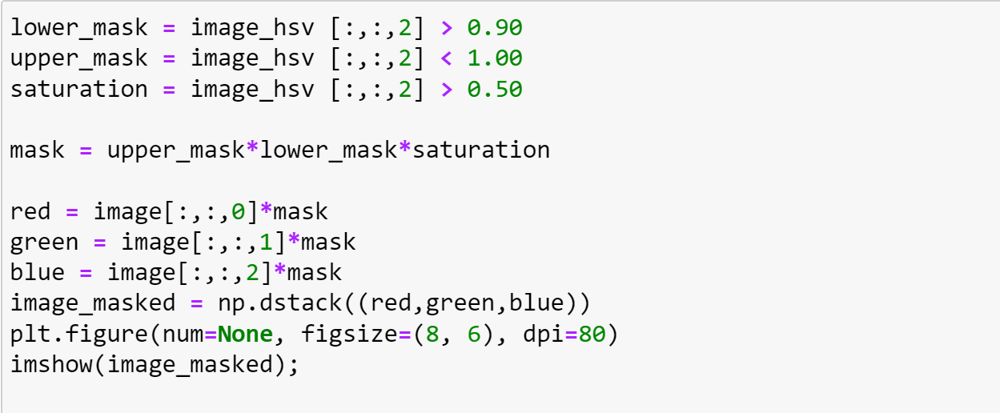 lower_mask = image_hsv [:,:,2] > 0.90
upper_mask = image_hsv [:,:,2] < 1.00
saturation = image_hsv [:,:,2] > 0.50

mask = upper_mask*lower_mask*saturation

red = image[:,:,0]*mask
green = image[:,:,1]*mask
blue = image[:,:,2]*mask
image_masked = np.dstack((red,green,blue))
plt.figure(num=None, figsize=(8, 6), dpi=80)
imshow(image_masked);